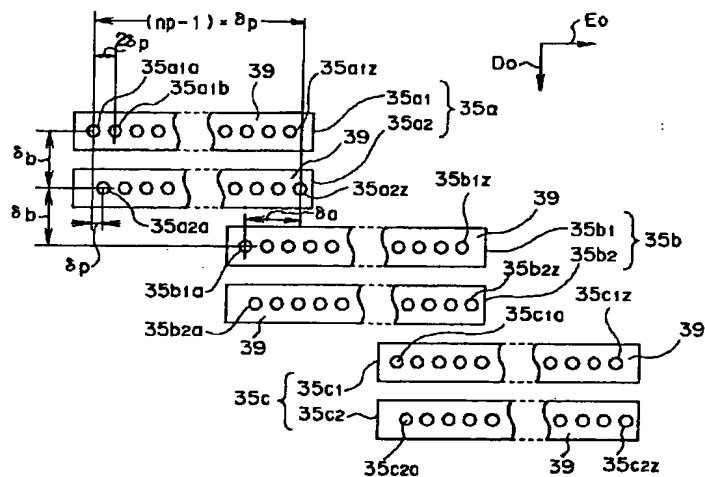 (np-1) × δp
Eo
2δp
Do
35a1a
35a1b
39
35a1z
35a1
35a
35a2
δb
39
δb
35a2z
35a2a
δa
35b1z
39
δp
35b1
35b
35b2
35b1a
35b2z
35c1a
35c1z
35b2a
39
39
35c1
35c
35c2
35c2a
39
35c2z